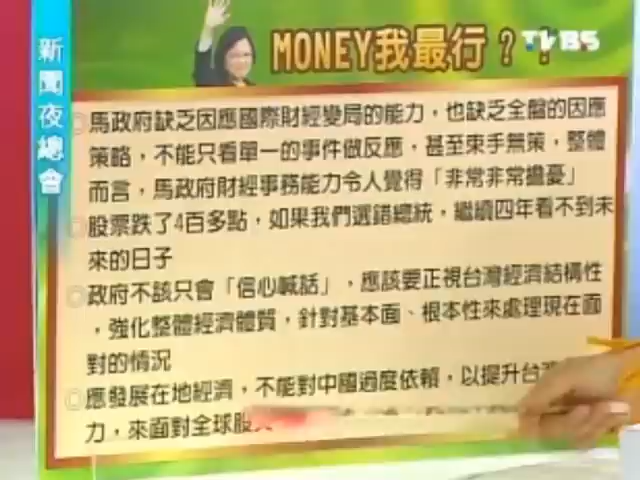 新聞夜總會
MONEY我最行？！
TVBS
◎馬政府缺乏因應國際財經變局的能力，也缺乏全盤的因應
策略，不能只看單一的事件做反應，甚至束手無策，整體
而言，馬政府財經事務能力令人覺得「非常非常擔憂」
◎股票跌了4百多點，如果我們選錯總統，繼續四年看不到未
來的日子
◎政府不該只會「信心喊話」，應該要正視台灣經濟結構性
，強化整體經濟體質，針對基本面、根本性來處理現在面
對的情況
◎應發展在地經濟，不能對中國過度依賴，以提升台
力，來面對全球股